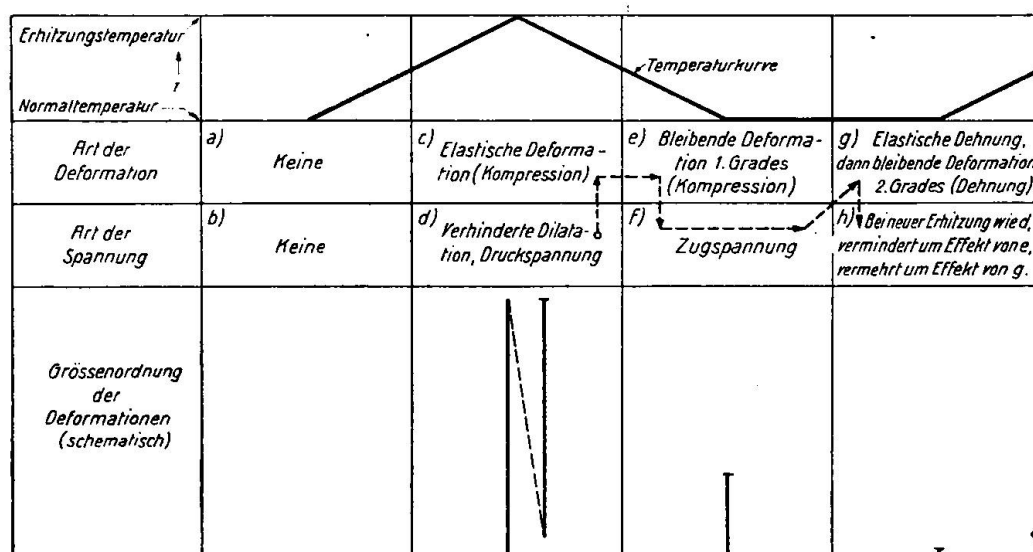 Erhitzungstemperatur
T
Normaltemperatur
Temperaturkurve
Art der
Deformation
a)
Keine
c) Elastische Deforma-
tion (Kompression)
e) Bleibende Deforma-
tion 1. Grades
(Kompression)
g) Elastische Dehnung,
dann bleibende Deformation
2. Grades (Dehnung)
Art der
Spannung
b)
Keine
d)
Verhinderte Dilata-
tion, Druckspannung
f)
Zugspannung
h) Bei neuer Erhitzung wie d,
vermindert um Effekt von e,
vermehrt um Effekt von g.
Grössenordnung
der
Deformationen
(schematisch)